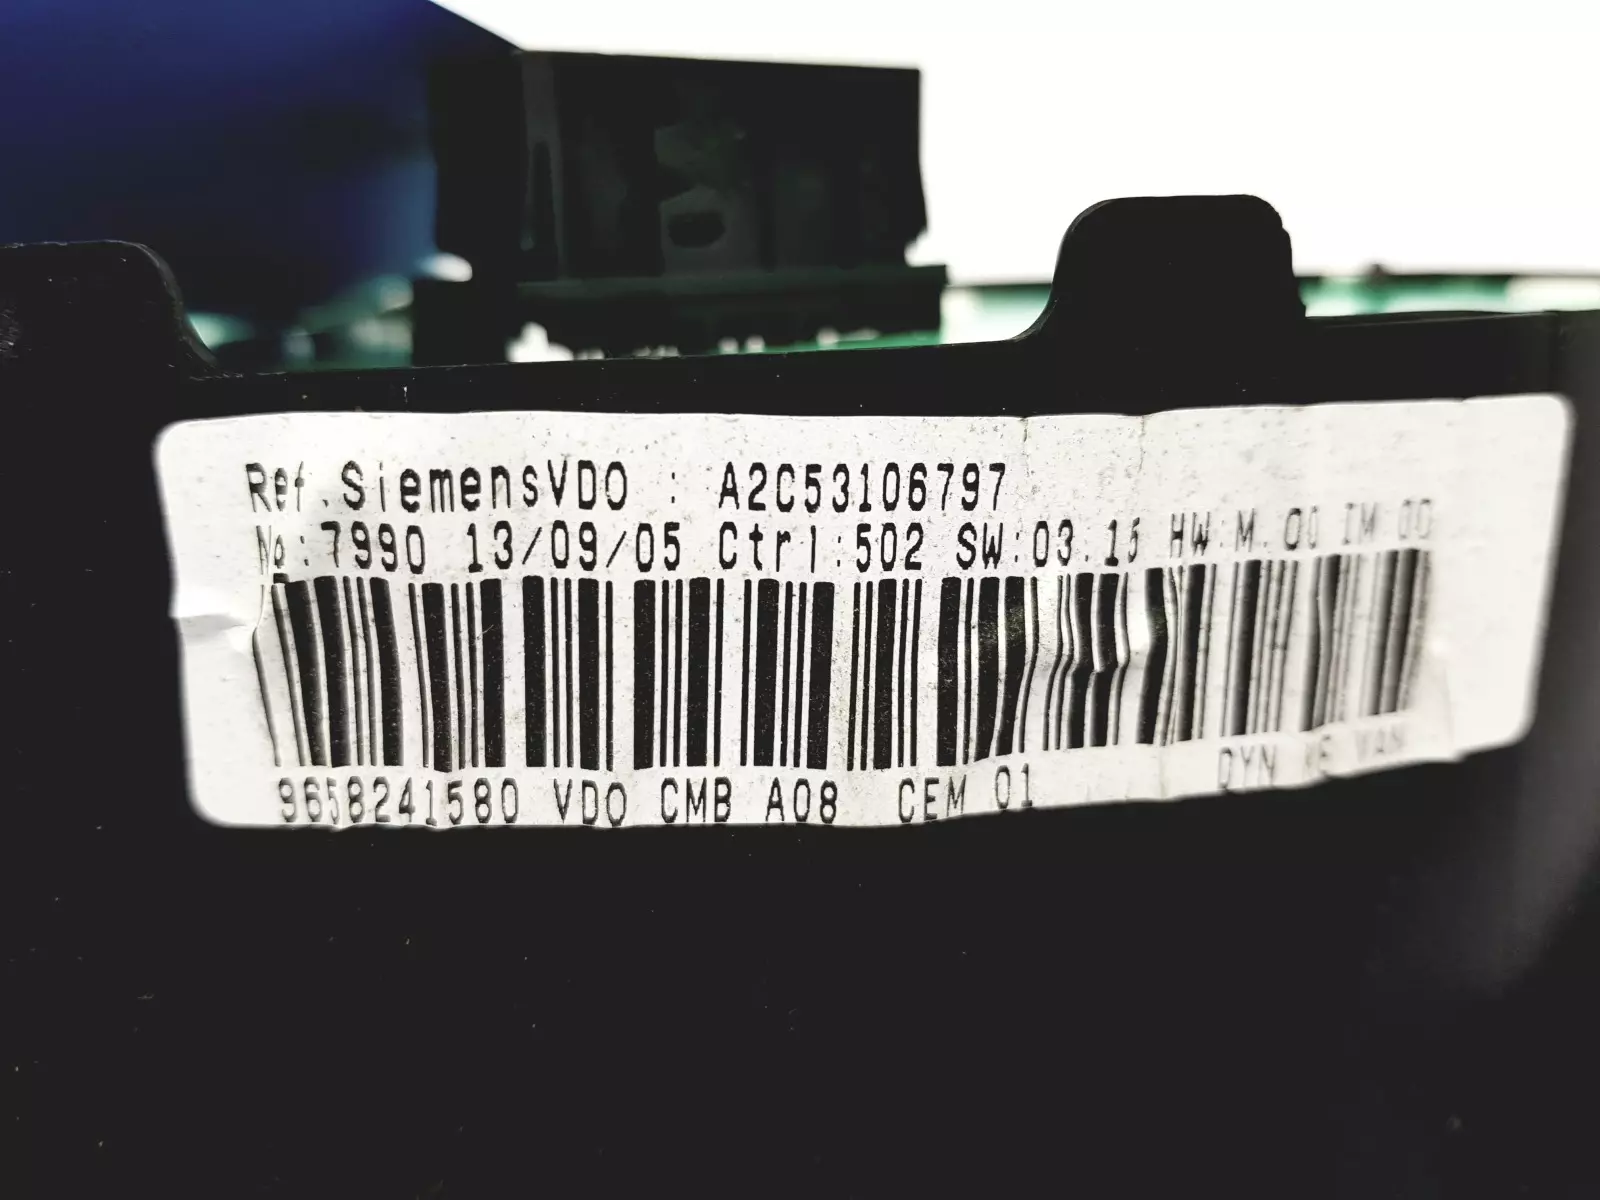 Ref.SiemensVDO : A2C53106797
No:7990 13/09/05 Ctrl:502 SW:03.15 HW:M.00 IM 00
9658241580 VDO CMB A08 CEM 01 DYN